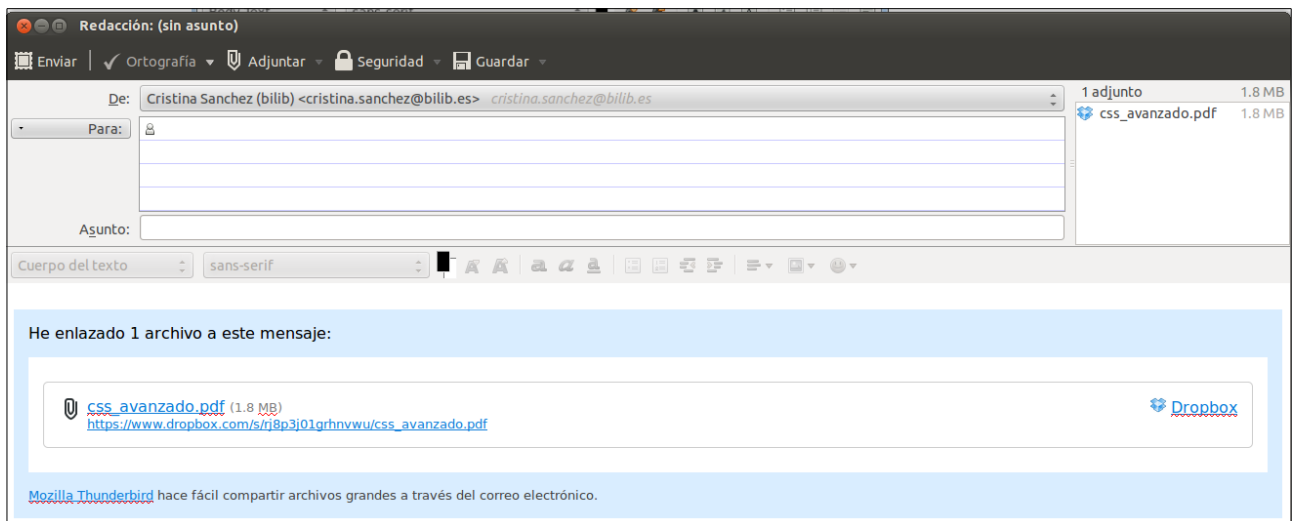 Redacción: (sin asunto)
Enviar Ortografía Adjuntar Seguridad Guardar
De: Cristina Sanchez (bilib) <cristina.sanchez@bilib.es> cristina.sanchez@bilib.es
1 adjunto 1.8 MB
css_avanzado.pdf 1.8 MB
Para:
Asunto:
Cuerpo del texto sans-serif
He enlazado 1 archivo a este mensaje:
css_avanzado.pdf (1.8 MB) Dropbox
https://www.dropbox.com/s/rj8p3j01grhnvwu/css_avanzado.pdf
Mozilla Thunderbird hace fácil compartir archivos grandes a través del correo electrónico.